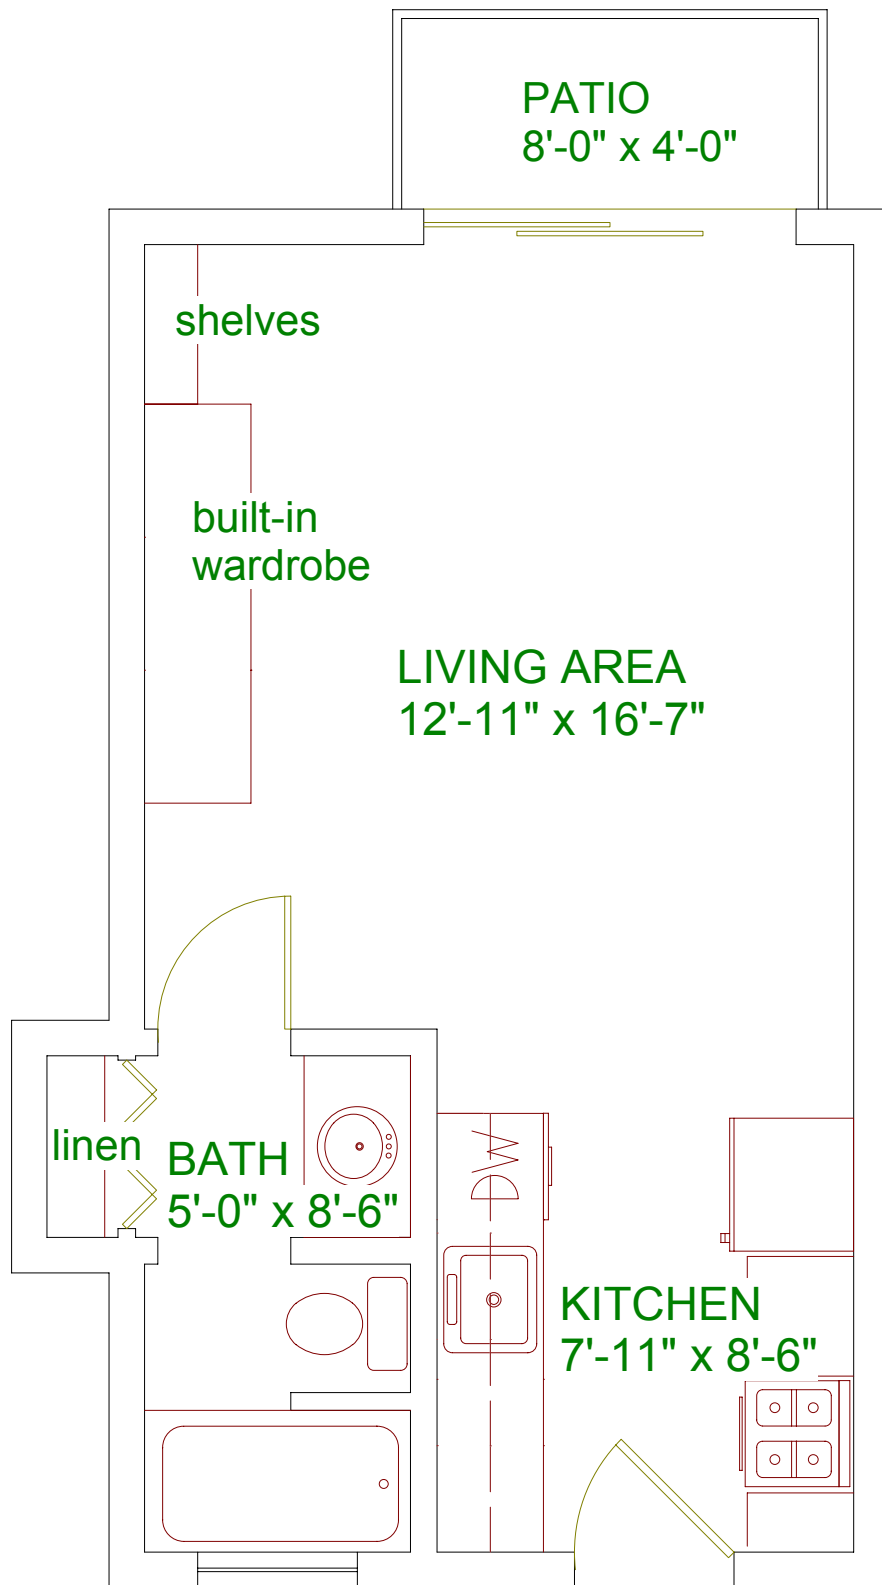 PATIO
8'-0" x 4'-0"
shelves
built-in
wardrobe
LIVING AREA
12'-11" x 16'-7"
linen
BATH
5'-0" x 8'-6"
DW
KITCHEN
7'-11" x 8'-6"